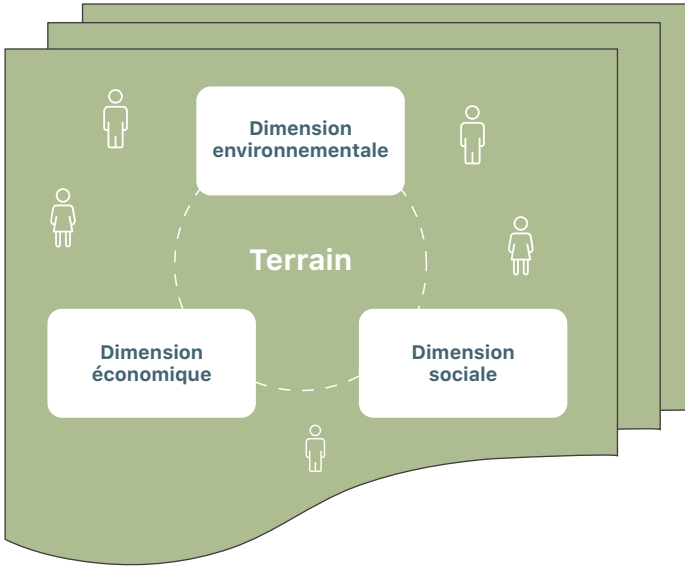 Dimension
environnementale
Terrain
Dimension
économique
Dimension
sociale